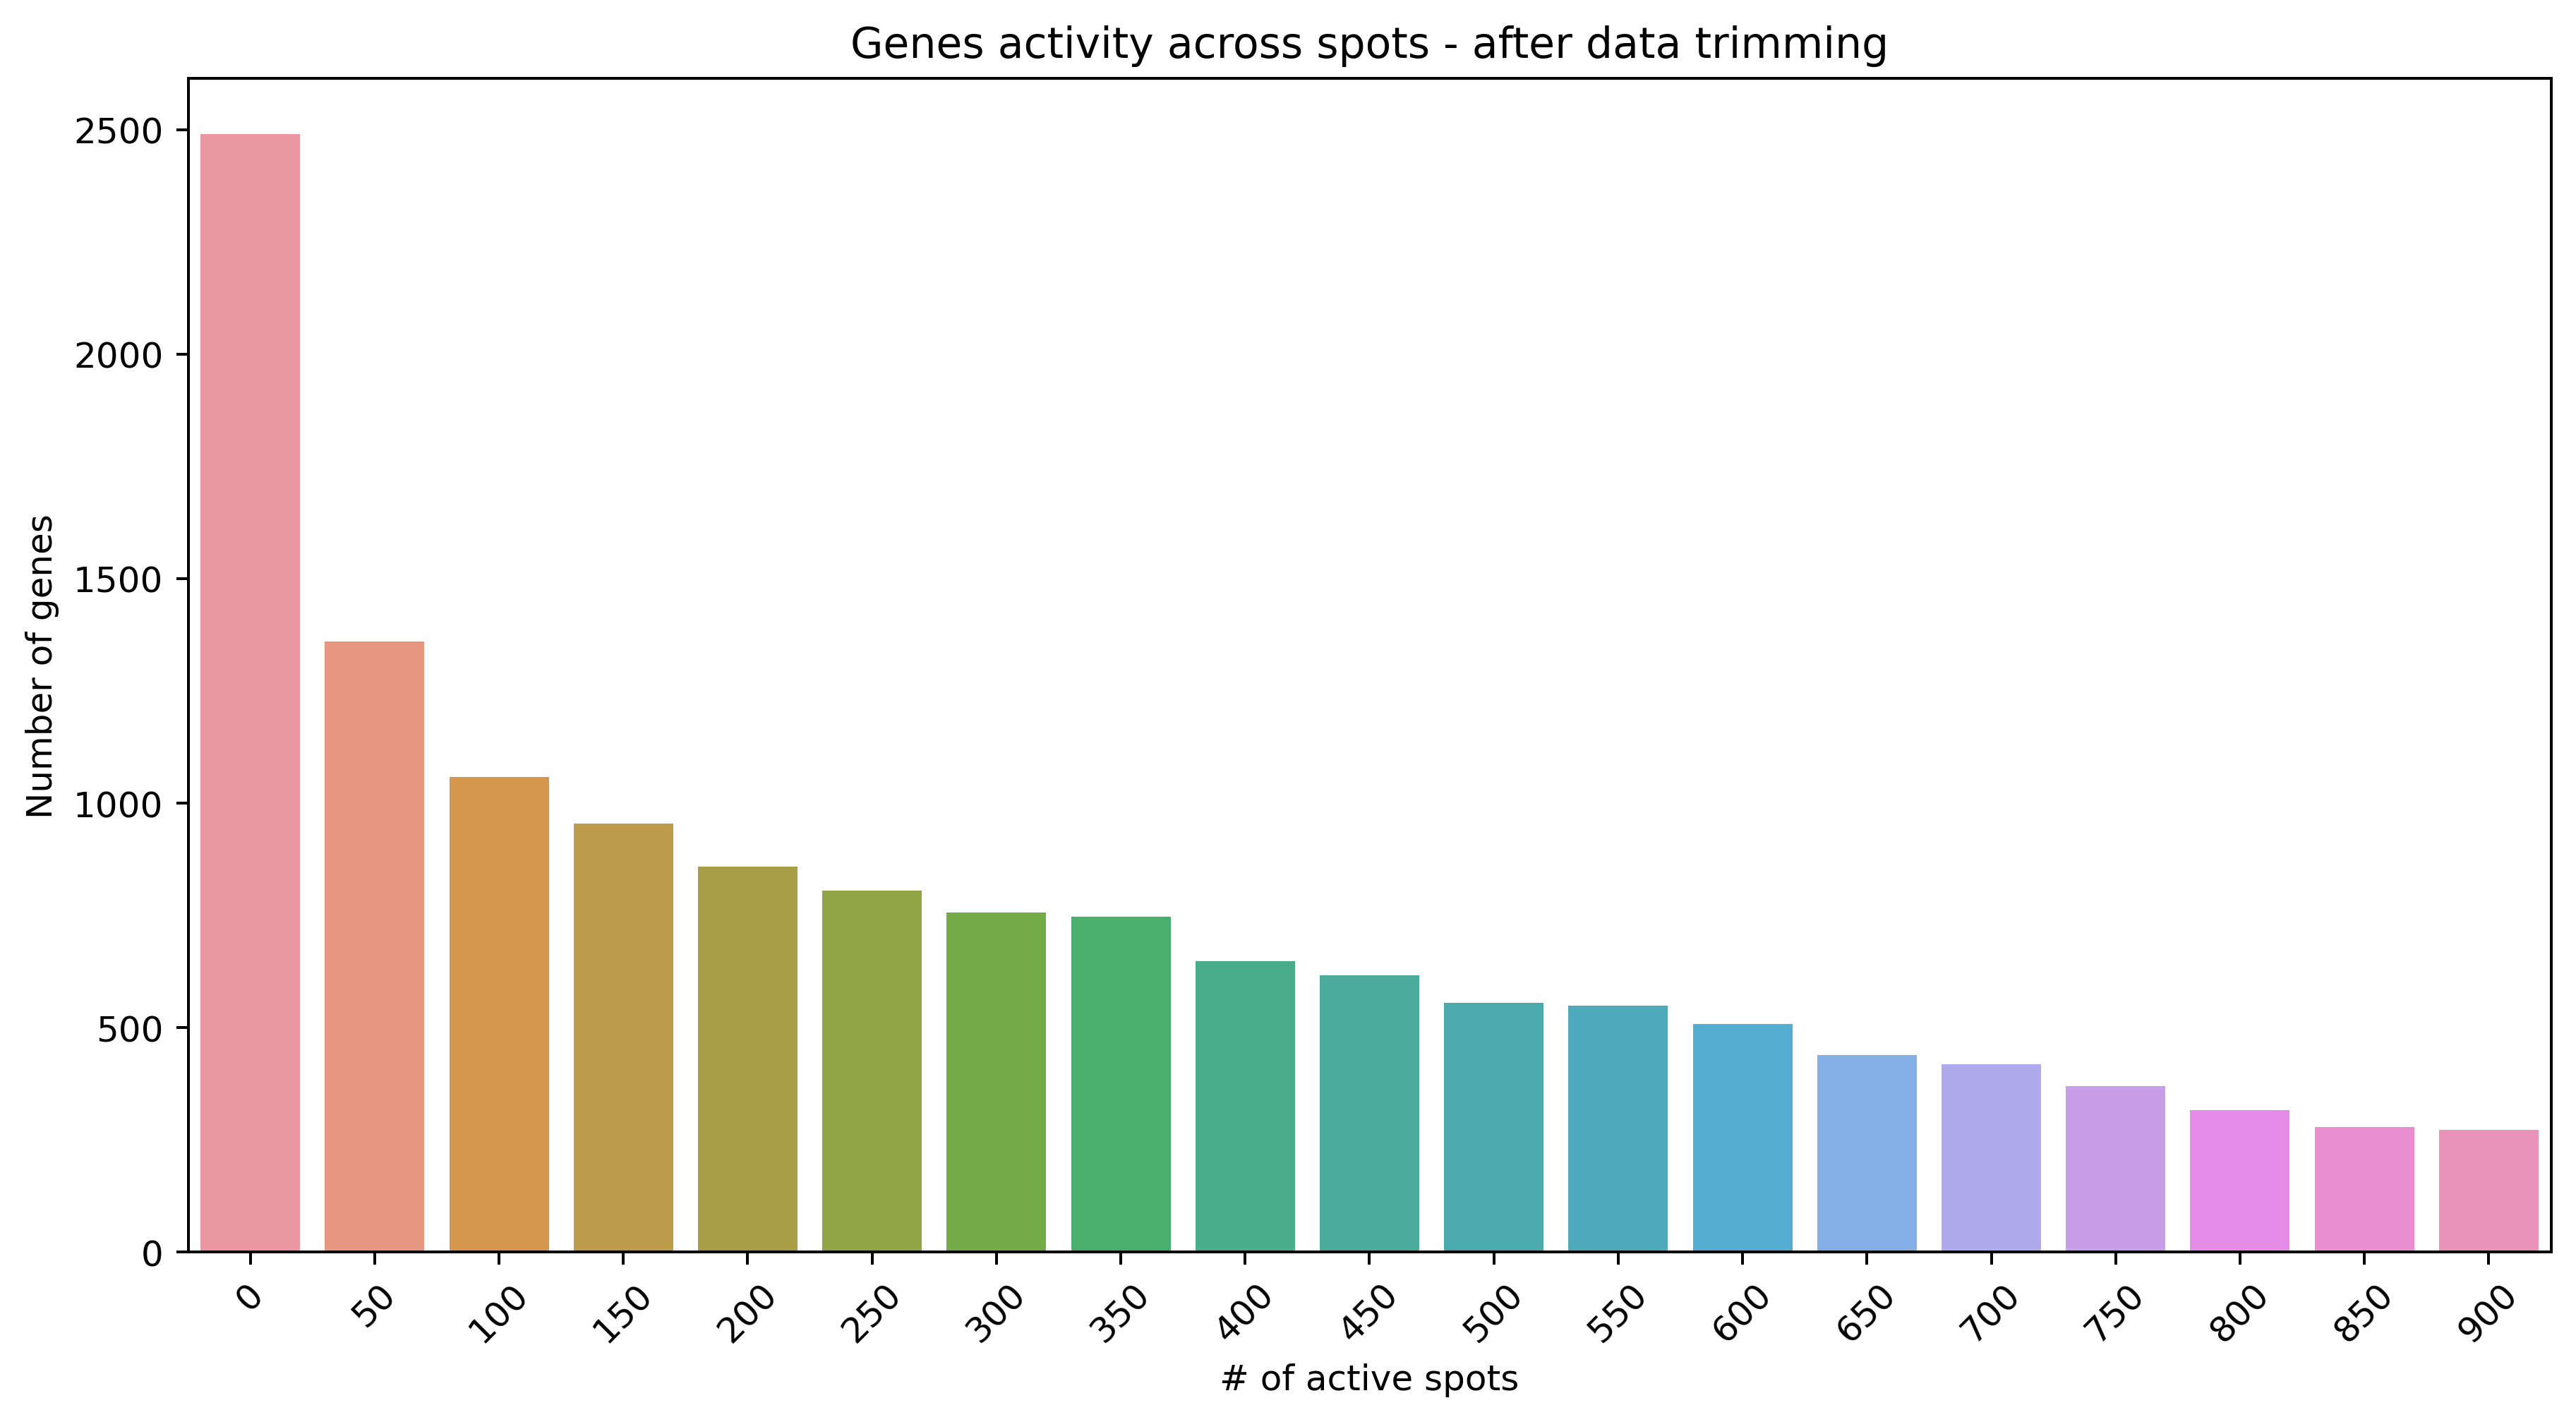 Genes activity across spots - after data trimming
Number of genes
2500
2000
1500
1000
500
0
0 50 100 150 200 250 300 350 400 450 500 550 600 650 700 750 800 850 900
# of active spots